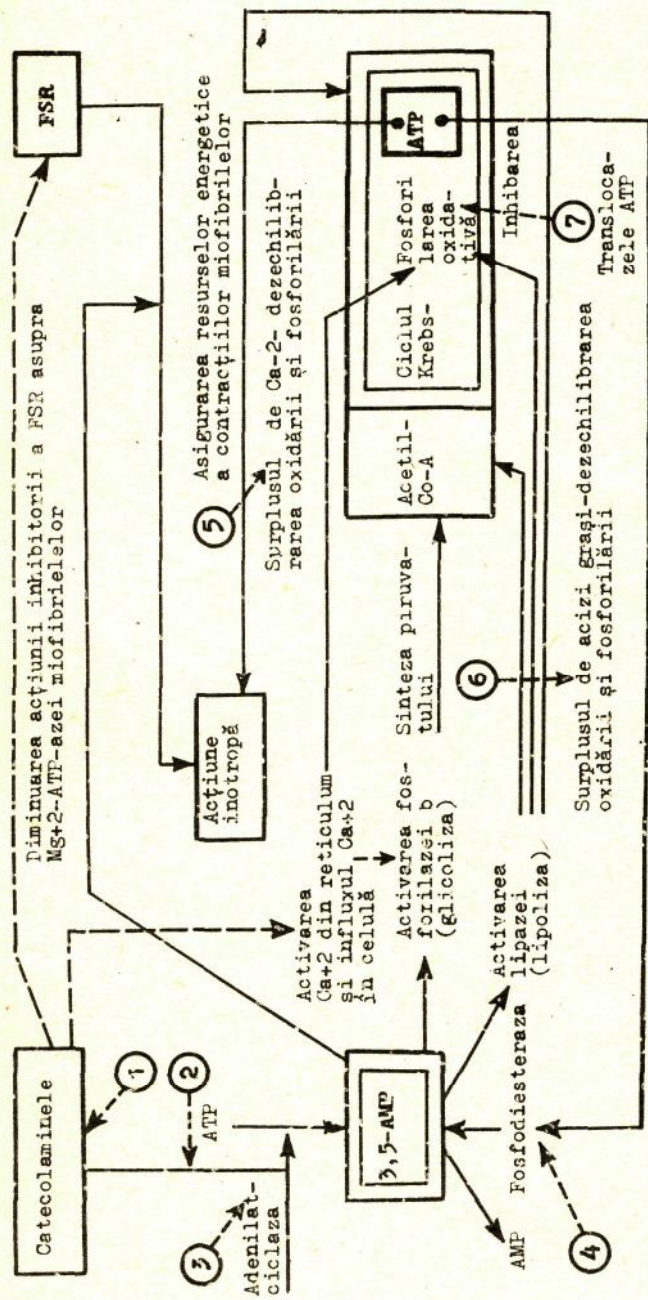 Catecolaminele
1
2
3
ATP
Adenilat-
ciclaza
3,5-AMP
AMP
Fosfodiesteraza
4
Diminuarea acțiunii inhibitorii a FSR asupra
Mg+2-ATP-azei miofibrielelor
FSR
Acțiune
inotropă
Activarea
Ca+2 din reticulum
și influxul Ca+2
în celulă
Activarea fos-
forilazei b
(glicoliza)
Activarea
lipazei
(lipoliza)
Sinteza piruva-
tului
Asigurarea resurselor energetice
a contracțiilor miofibrilelor
5
Surplusul de Ca-2- dezechilib-
rarea oxidării și fosforilării
Acetil-
Co-A
Ciclul
Krebs-
Fosfori
larea
oxida-
tivă
ATP
Inhibarea
7
Transloca-
zele ATP
6
Surplusul de acizi grași-dezechilibrarea
oxidării și fosforilării